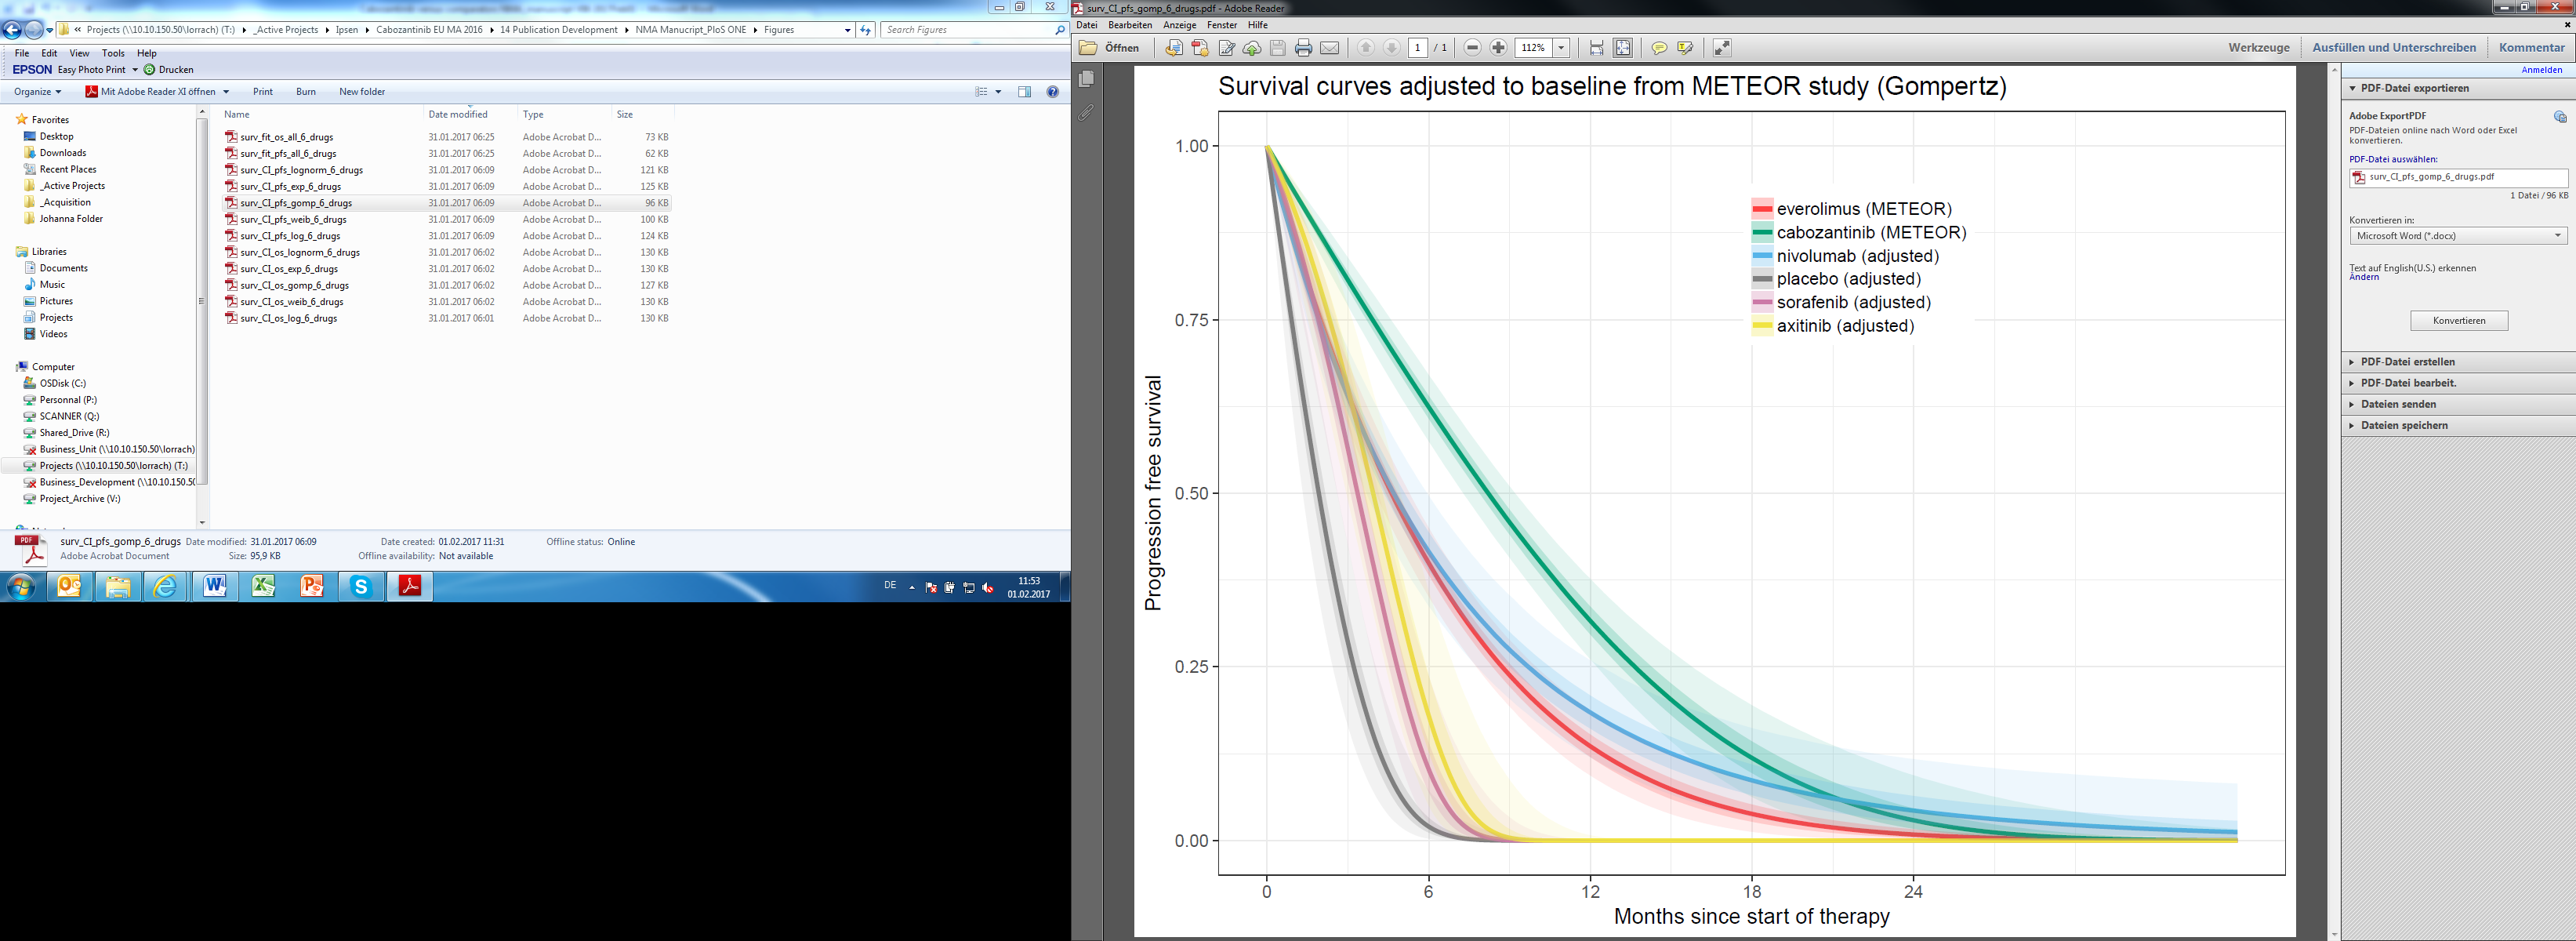 Projects (\\10.10.150.50\lorrach) (T:) _Active Projects Ipsen Cabozantinib EU MA 2016 14 Publication Development NMA Manucript_PloS ONE Figures
Search Figures
File Edit View Tools Help
EPSON Easy Photo Print Drucken
Organize Mit Adobe Reader XI öffnen Print Burn New folder
Favorites
Desktop
Downloads
Recent Places
_Active Projects
_Acquisition
Johanna Folder
Libraries
Documents
Music
Pictures
Projects
Videos
Computer
OSDisk (C:)
Personnal (P:)
SCANNER (Q:)
Shared_Drive (R:)
Business_Unit (\\10.10.150.50\lorrach)
Projects (\\10.10.150.50\lorrach) (T:)
Business_Development (\\10.10.150.50
Project_Archive (V:)
Name Date modified Type Size
surv_fit_os_all_6_drugs 31.01.2017 06:25 Adobe Acrobat D... 73 KB
surv_fit_pfs_all_6_drugs 31.01.2017 06:25 Adobe Acrobat D... 62 KB
surv_CI_pfs_lognorm_6_drugs 31.01.2017 06:09 Adobe Acrobat D... 121 KB
surv_CI_pfs_exp_6_drugs 31.01.2017 06:09 Adobe Acrobat D... 125 KB
surv_CI_pfs_gomp_6_drugs 31.01.2017 06:09 Adobe Acrobat D... 96 KB
surv_CI_pfs_weib_6_drugs 31.01.2017 06:09 Adobe Acrobat D... 100 KB
surv_CI_pfs_log_6_drugs 31.01.2017 06:09 Adobe Acrobat D... 124 KB
surv_CI_os_lognorm_6_drugs 31.01.2017 06:02 Adobe Acrobat D... 130 KB
surv_CI_os_exp_6_drugs 31.01.2017 06:02 Adobe Acrobat D... 130 KB
surv_CI_os_gomp_6_drugs 31.01.2017 06:02 Adobe Acrobat D... 127 KB
surv_CI_os_weib_6_drugs 31.01.2017 06:02 Adobe Acrobat D... 130 KB
surv_CI_os_log_6_drugs 31.01.2017 06:01 Adobe Acrobat D... 130 KB
PDF
surv_CI_pfs_gomp_6_drugs Date modified: 31.01.2017 06:09 Date created: 01.02.2017 11:31 Offline status: Online
Adobe Acrobat Document Size: 95,9 KB Offline availability: Not available
DE
11:53
01.02.2017
surv_CI_pfs_gomp_6_drugs.pdf - Adobe Reader
Datei Bearbeiten Anzeige Fenster Hilfe
Öffnen 1 / 1 112% Werkzeuge Ausfüllen und Unterschreiben Kommentar
Survival curves adjusted to baseline from METEOR study (Gompertz)
Progression free survival
1.00
0.75
0.50
0.25
0.00
everolimus (METEOR)
cabozantinib (METEOR)
nivolumab (adjusted)
placebo (adjusted)
sorafenib (adjusted)
axitinib (adjusted)
0 6 12 18 24
Months since start of therapy
Anmelden
PDF-Datei exportieren
Adobe ExportPDF
PDF-Dateien online nach Word oder Excel
konvertieren.
PDF-Datei auswählen:
surv_CI_pfs_gomp_6_drugs.pdf
1 Datei / 96 KB
Konvertieren in:
Microsoft Word (*.docx)
Text auf English(U.S.) erkennen
Ändern
Konvertieren
PDF-Datei erstellen
PDF-Datei bearbeit.
Dateien senden
Dateien speichern